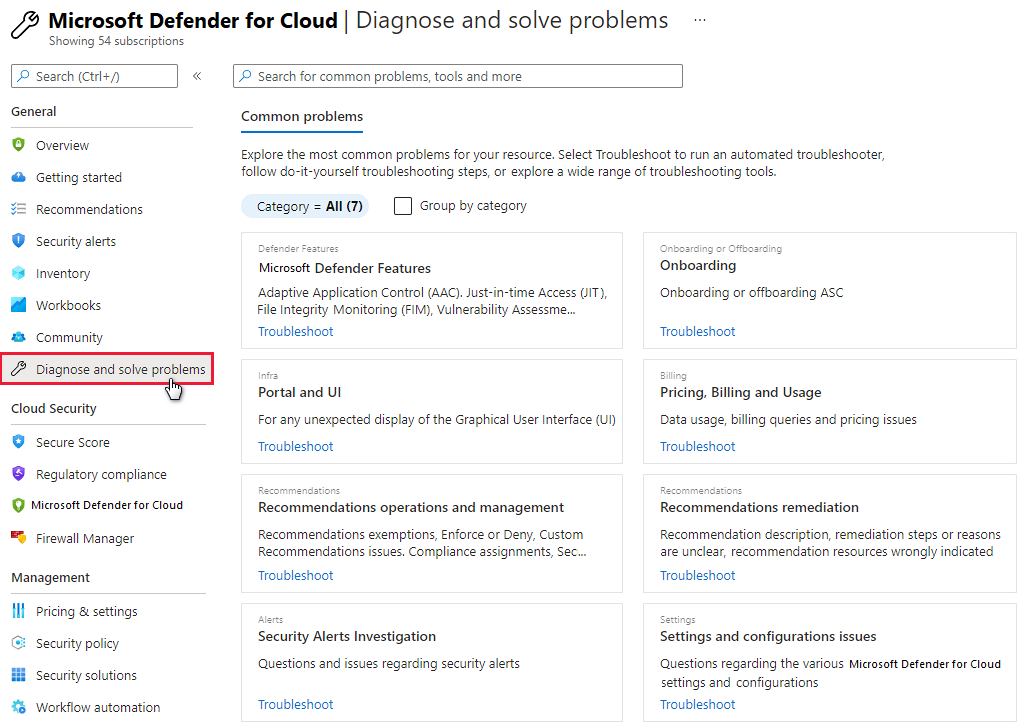 Microsoft Defender for Cloud | Diagnose and solve problems ...
Showing 54 subscriptions
Search (Ctrl+/)
«
General
Overview
Getting started
Recommendations
Security alerts
Inventory
Workbooks
Community
Diagnose and solve problems
Cloud Security
Secure Score
Regulatory compliance
Microsoft Defender for Cloud
Firewall Manager
Management
Pricing & settings
Security policy
Security solutions
Workflow automation
Search for common problems, tools and more
Common problems
Explore the most common problems for your resource. Select Troubleshoot to run an automated troubleshooter,
follow do-it-yourself troubleshooting steps, or explore a wide range of troubleshooting tools.
Category = All (7)
Group by category
Defender Features
Microsoft Defender Features
Adaptive Application Control (AAC). Just-in-time Access (JIT),
File Integrity Monitoring (FIM), Vulnerability Assessme...
Troubleshoot
Onboarding or Offboarding
Onboarding
Onboarding or offboarding ASC
Troubleshoot
Infra
Portal and UI
For any unexpected display of the Graphical User Interface (UI)
Troubleshoot
Billing
Pricing, Billing and Usage
Data usage, billing queries and pricing issues
Troubleshoot
Recommendations
Recommendations operations and management
Recommendations exemptions, Enforce or Deny, Custom
Recommendations issues. Compliance assignments, Sec...
Troubleshoot
Recommendations
Recommendations remediation
Recommendation description, remediation steps or reasons
are unclear, recommendation resources wrongly indicated
Troubleshoot
Alerts
Security Alerts Investigation
Questions and issues regarding security alerts
Troubleshoot
Settings
Settings and configurations issues
Questions regarding the various Microsoft Defender for Cloud
settings and configurations
Troubleshoot